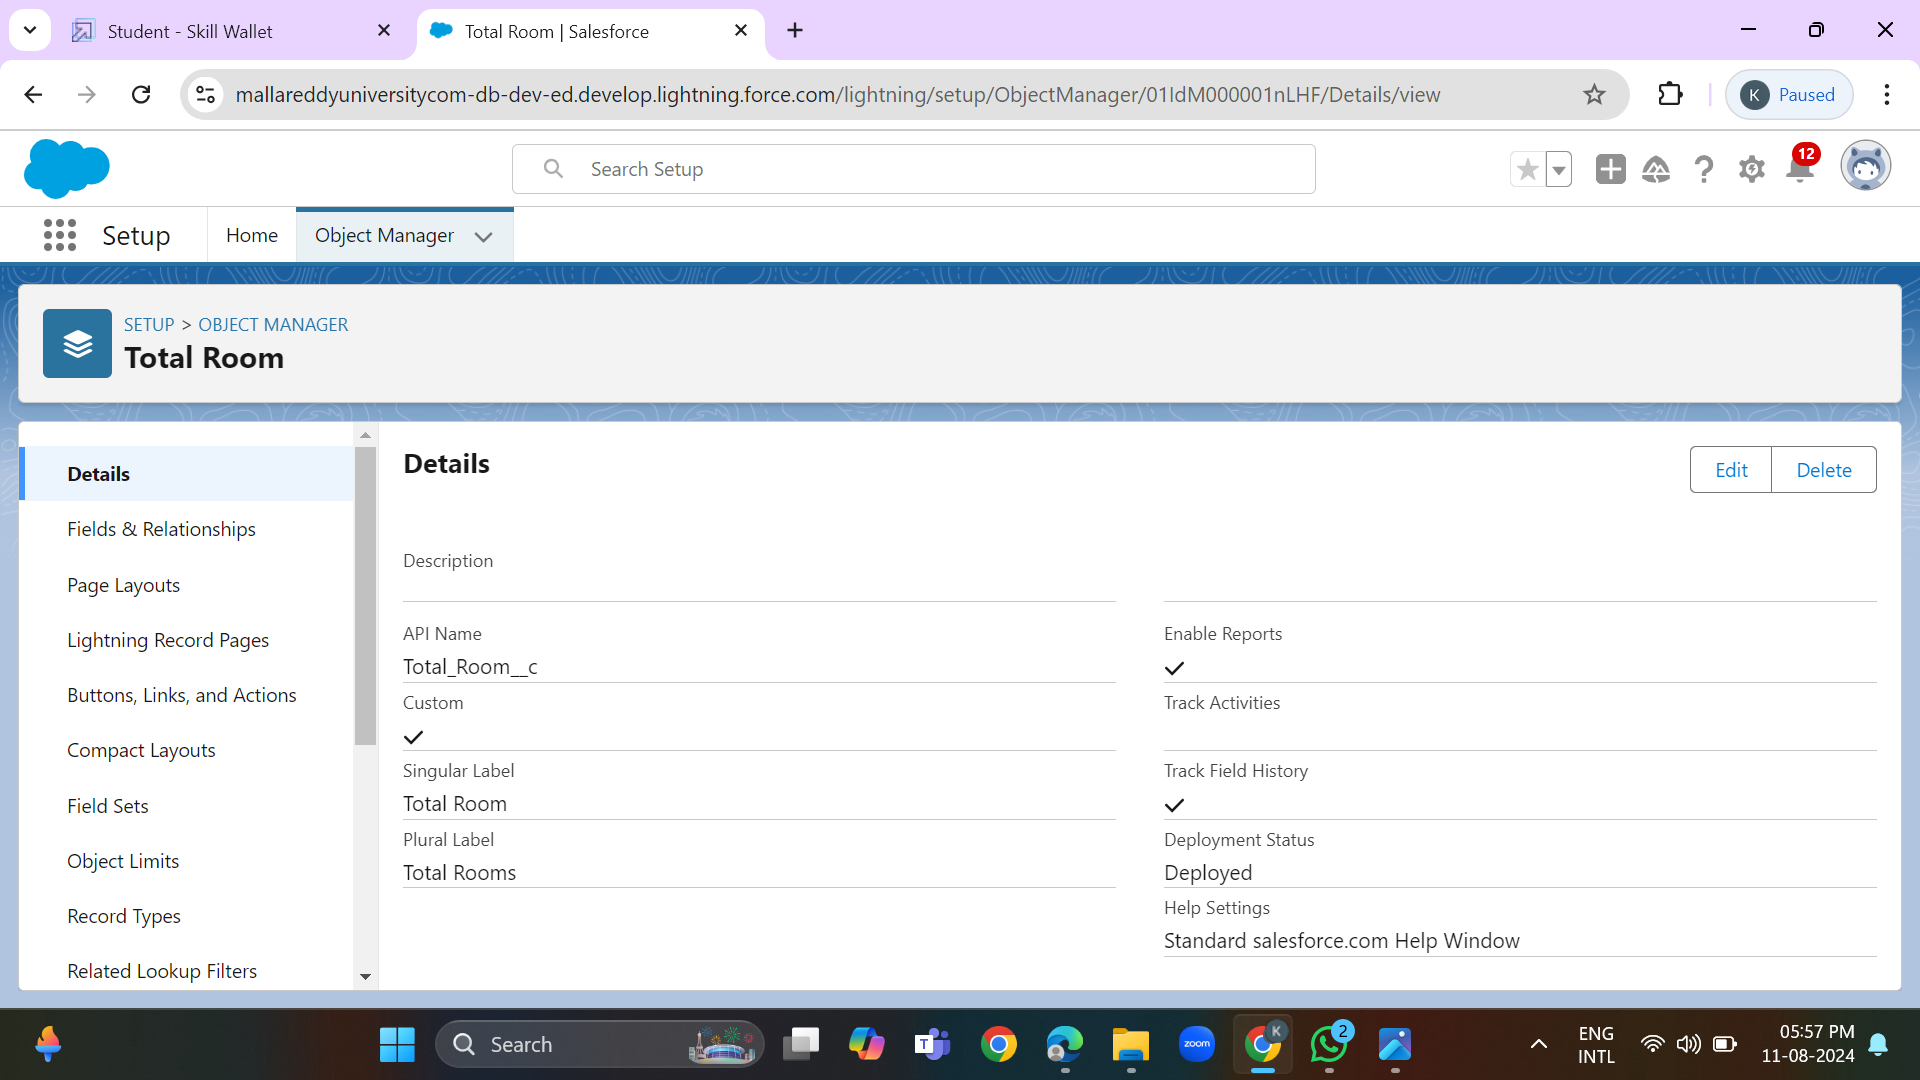 Student - Skill Wallet
Total Room | Salesforce
mallareddyuniversitycom-db-dev-ed.develop.lightning.force.com/lightning/setup/ObjectManager/01IdM000001nLHF/Details/view
K Paused
Search Setup
12
Setup
Home
Object Manager
SETUP > OBJECT MANAGER
Total Room
Details
Fields & Relationships
Page Layouts
Lightning Record Pages
Buttons, Links, and Actions
Compact Layouts
Field Sets
Object Limits
Record Types
Related Lookup Filters
Details
Edit
Delete
Description
API Name
Total_Room__c
Custom
Singular Label
Total Room
Plural Label
Total Rooms
Enable Reports
Track Activities
Track Field History
Deployment Status
Deployed
Help Settings
Standard salesforce.com Help Window
Search
T
zoom
K
2
ENG
INTL
05:57 PM
11-08-2024